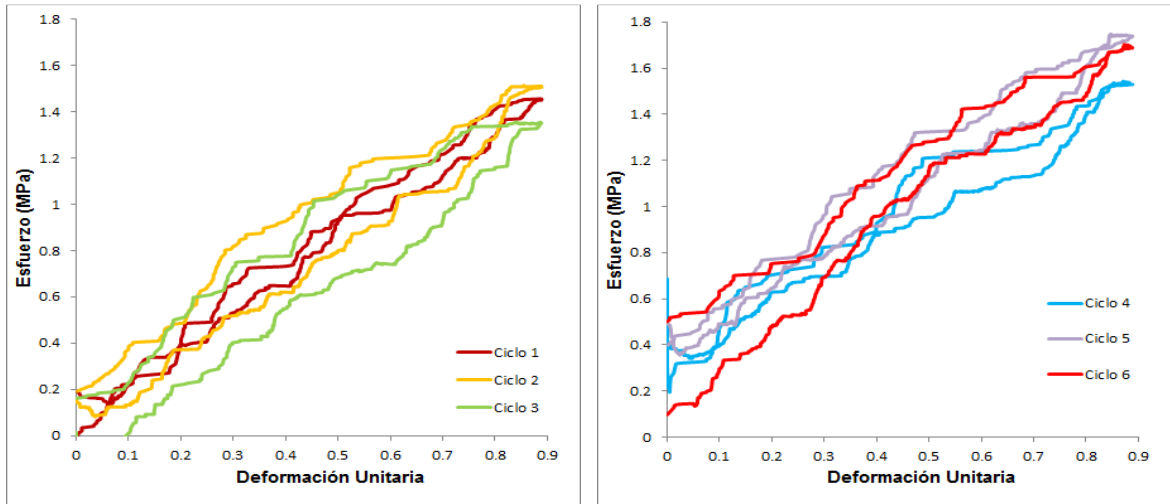 1.8
1.6
1.4
1.2
1
0.8
0.6
0.4
0.2
0
Esfuerzo (MPa)
0 0.1 0.2 0.3 0.4 0.5 0.6 0.7 0.8 0.9
Deformación Unitaria
Ciclo 1
Ciclo 2
Ciclo 3
1.8
1.6
1.4
1.2
1
0.8
0.6
0.4
0.2
0
Esfuerzo (MPa)
0 0.1 0.2 0.3 0.4 0.5 0.6 0.7 0.8 0.9
Deformación Unitaria
Ciclo 4
Ciclo 5
Ciclo 6